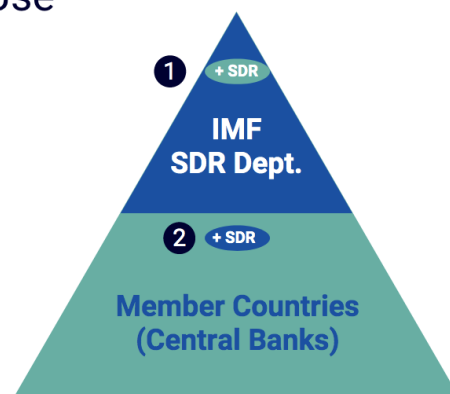 1 + SDR
IMF
SDR Dept.
2 + SDR
Member Countries
(Central Banks)